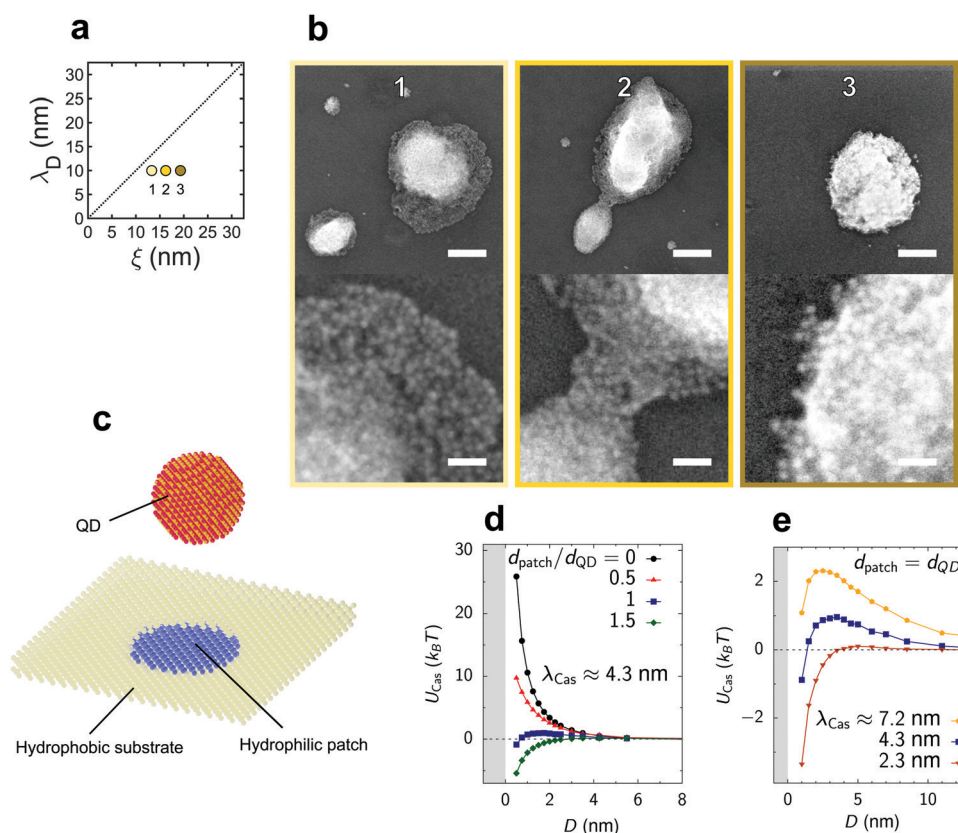 a
λD (nm)
30
25
20
15
10
5
0
1 2 3
0 5 10 15 20 25 30
ξ (nm)
b
1
2
3
c
QD
Hydrophobic substrate
Hydrophilic patch
d
UCas (kBT)
30
20
10
0
dpatch/dQD = 0
0.5
1
1.5
λCas ≈ 4.3 nm
0 2 4 6 8
D (nm)
e
UCas (kBT)
2
0
−2
dpatch = dQD
λCas ≈ 7.2 nm
4.3 nm
2.3 nm
0 5 10
D (nm)